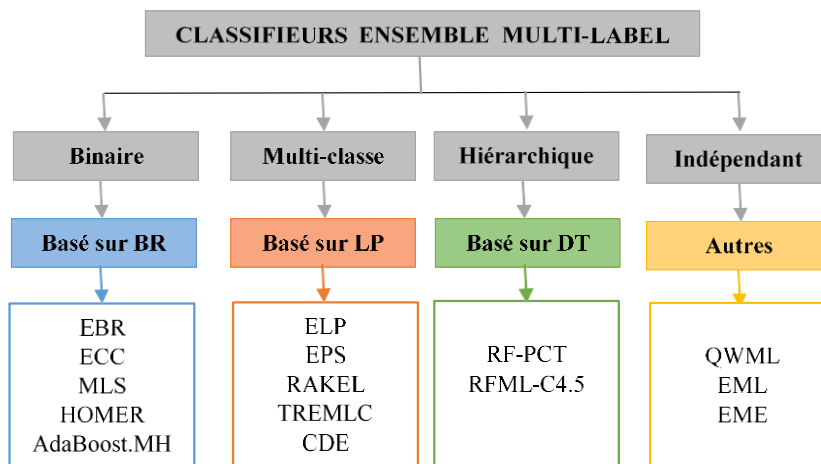 CLASSIFIEURS ENSEMBLE MULTI-LABEL
Binaire
Multi-classe
Hiérarchique
Indépendant
Basé sur BR
Basé sur LP
Basé sur DT
Autres
EBR
ECC
MLS
HOMER
AdaBoost.MH
ELP
EPS
RAKEL
TREMLC
CDE
RF-PCT
RFML-C4.5
QWML
EML
EME